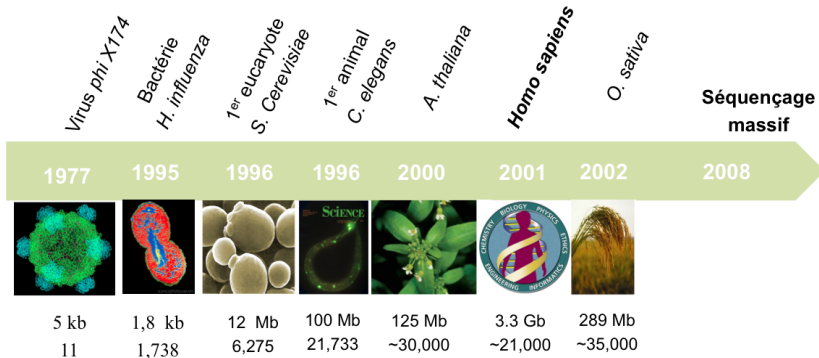 Virus phi X174
Bactérie
H. influenza
1er eucaryote
S. Cerevisiae
1er animal
C. elegans
A. thaliana
Homo sapiens
O. sativa
Séquençage
massif
1977
1995
1996
1996
2000
2001
2002
2008
SCIENCE
CHEMISTRY BIOLOGY PHYSICS ETHICS INFORMATICS ENGINEERING
5 kb
1,8 kb
12 Mb
100 Mb
125 Mb
3.3 Gb
289 Mb
11
1,738
6,275
21,733
~30,000
~21,000
~35,000